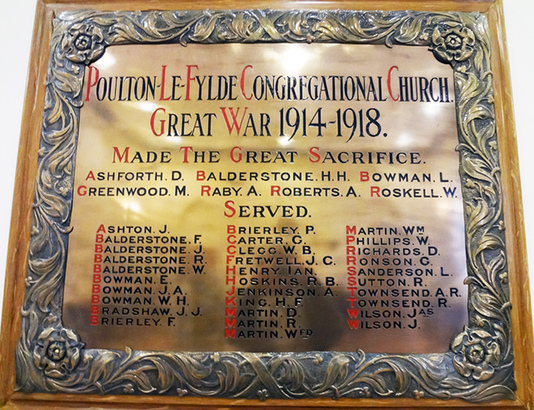 POULTON-LE-FYLDE CONGREGATIONAL CHURCH.
GREAT WAR 1914-1918.
MADE THE GREAT SACRIFICE.
ASHFORTH. D. BALDERSTONE. H. H. BOWMAN. L.
GREENWOOD. M. RABY. A. ROBERTS. A. ROSKELL. W.
SERVED.
ASHTON. J.
BALDERSTONE. F.
BALDERSTONE. J.
BALDERSTONE. R.
BALDERSTONE. W.
BOWMAN. E.
BOWMAN. J. A.
BOWMAN. W. H.
BRADSHAW. J. J.
BRIERLEY. F.
BRIERLEY. P.
CARTER. G.
CLEGG. W. B.
FRETWELL. J. C.
HENRY. IAN.
HOSKINS. R. B.
JENKINSON. A.
KING. H. E.
MARTIN. D.
MARTIN. R.
MARTIN. WFD
MARTIN. WM
PHILLIPS. W.
RICHARDS. D.
RONSON. G.
SANDERSON. L.
SUTTON. R.
TOWNSEND. A. R.
TOWNSEND. R.
WILSON. JAS
WILSON. J.